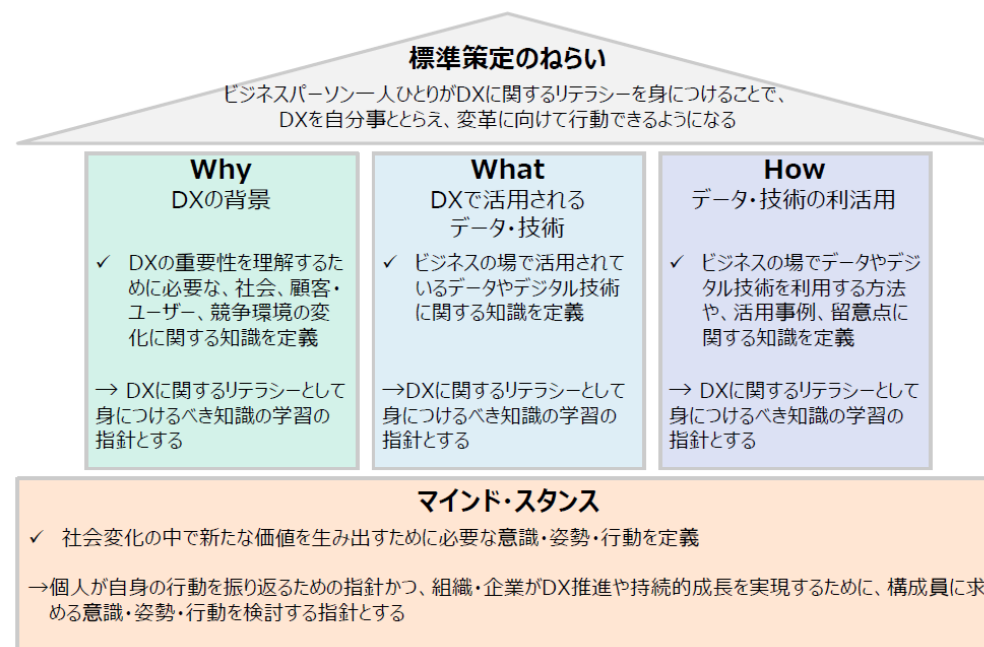 標準策定のねらい
ビジネスパーソン一人ひとりがDXに関するリテラシーを身につけることで、
DXを自分事ととらえ、変革に向けて行動できるようになる
Why
DXの背景
✓ DXの重要性を理解するた
めに必要な、社会、顧客・
ユーザー、競争環境の変
化に関する知識を定義
→ DXに関するリテラシーとして
身につけるべき知識の学習の
指針とする
What
DXで活用される
データ・技術
✓ ビジネスの場で活用されて
いるデータやデジタル技術
に関する知識を定義
→DXに関するリテラシーとして
身につけるべき知識の学習の
指針とする
How
データ・技術の利活用
✓ ビジネスの場でデータやデジ
タル技術を利用する方法
や、活用事例、留意点に
関する知識を定義
→ DXに関するリテラシーとして
身につけるべき知識の学習の
指針とする
マインド・スタンス
✓ 社会変化の中で新たな価値を生み出すために必要な意識・姿勢・行動を定義
→個人が自身の行動を振り返るための指針かつ、組織・企業がDX推進や持続的成長を実現するために、構成員に求
める意識・姿勢・行動を検討する指針とする